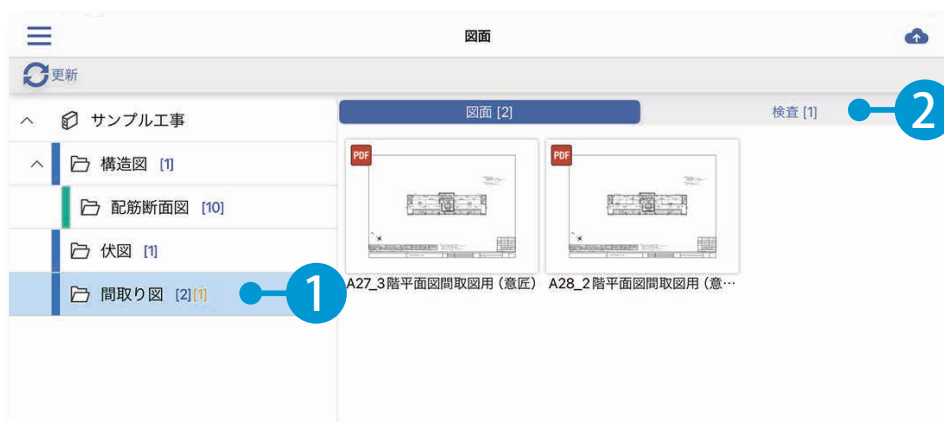 図面
更新
サンプル工事
構造図 [1]
配筋断面図 [10]
伏図 [1]
間取り図 [2][1]
1
図面 [2]
検査 [1]
2
PDF
PDF
A27_3階平面図間取図用（意匠）
A28_2階平面図間取図用（意…